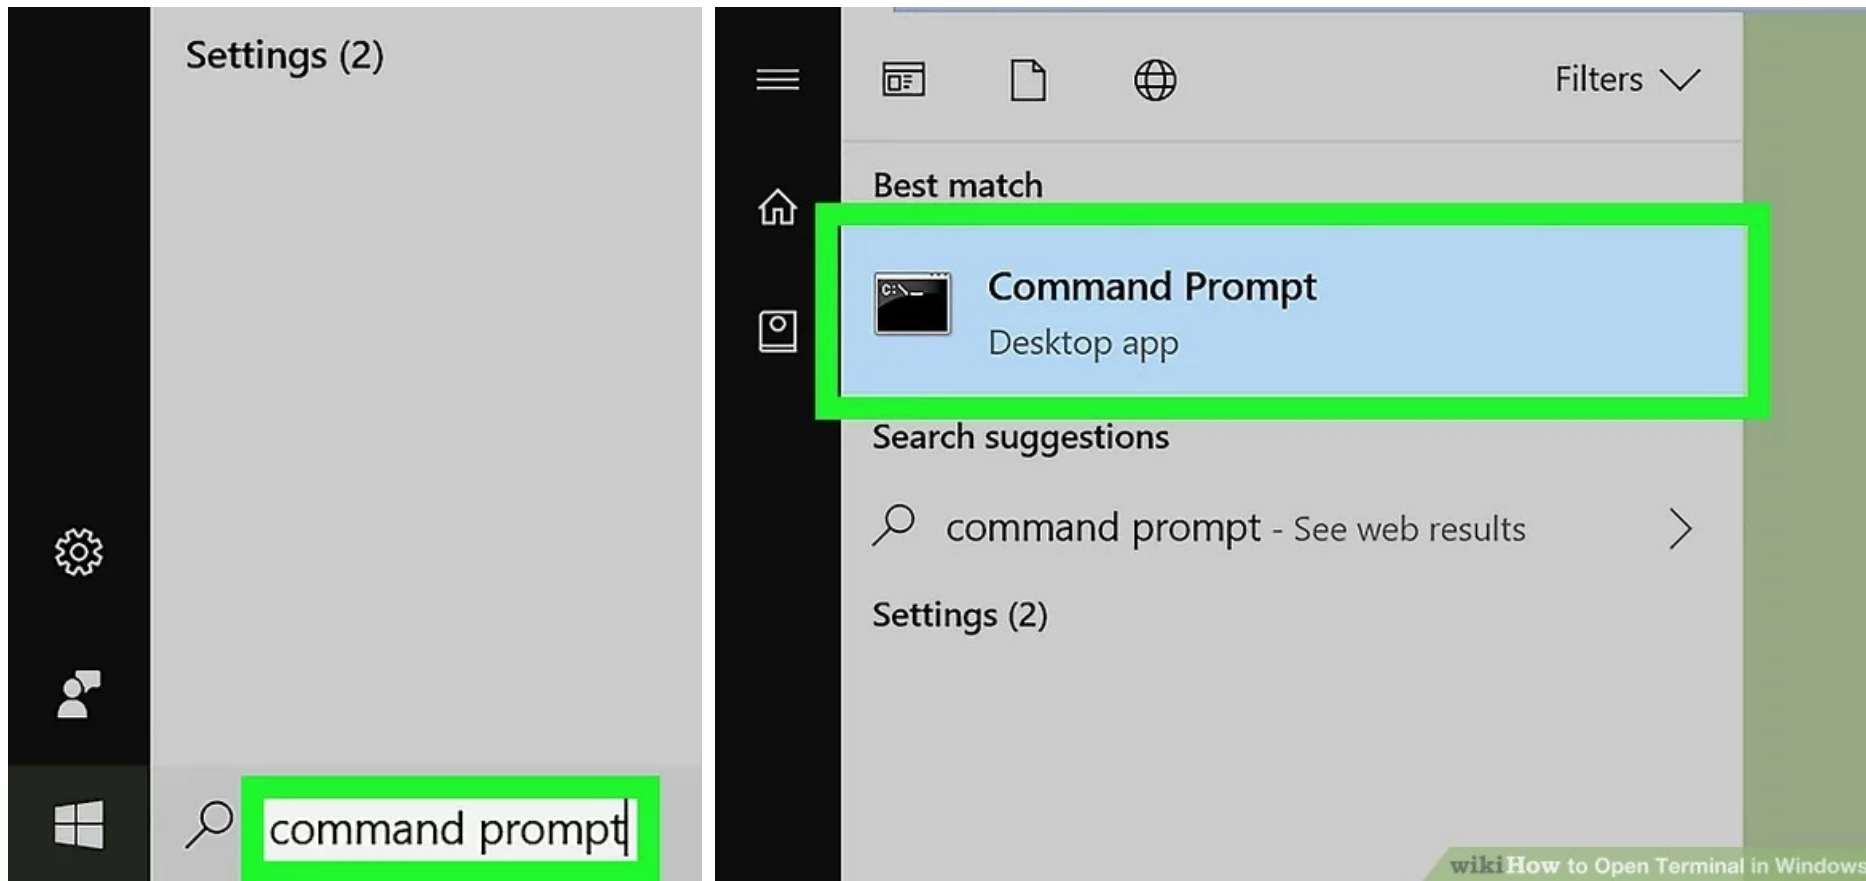 Settings (2)
command prompt
Filters
Best match
C:\_
Command Prompt
Desktop app
Search suggestions
command prompt - See web results
Settings (2)
wikiHow to Open Terminal in Windows